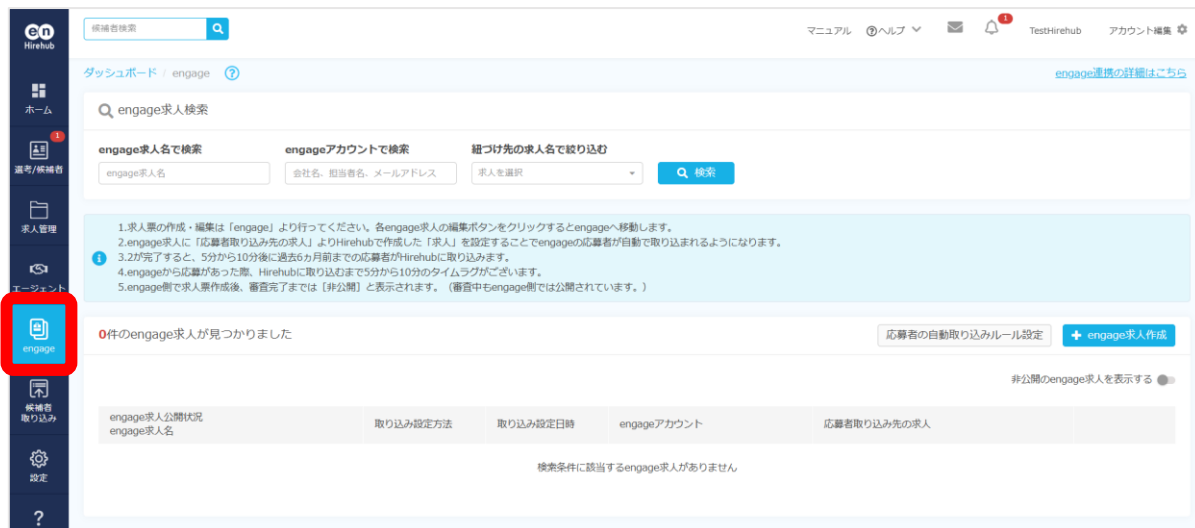 en
Hirehub
候補者検索
マニュアル
ヘルプ
1
TestHirehub
アカウント編集
ホーム
1
選考/候補者
求人管理
エージェント
engage
候補者
取り込み
設定
?
ダッシュボード / engage ?
engage連携の詳細はこちら
engage求人検索
engage求人名で検索
engageアカウントで検索
紐づけ先の求人名で絞り込む
engage求人名
会社名、担当者名、メールアドレス
求人を選択
検索
1.求人票の作成・編集は「engage」より行ってください。各engage求人の編集ボタンをクリックするとengageへ移動します。
2.engage求人に「応募者取り込み先の求人」よりHirehubで作成した「求人」を設定することでengageの応募者が自動で取り込まれるようになります。
3.2が完了すると、5分から10分後に過去6ヵ月前までの応募者がHirehubに取り込みます。
4.engageから応募があった際、Hirehubに取り込むまで5分から10分のタイムラグがございます。
5.engage側で求人票作成後、審査完了までは［非公開］と表示されます。（審査中もengage側では公開されています。）
0件のengage求人が見つかりました
応募者の自動取り込みルール設定
+ engage求人作成
非公開のengage求人を表示する
engage求人公開状況
engage求人名
取り込み設定方法
取り込み設定日時
engageアカウント
応募者取り込み先の求人
検索条件に該当するengage求人がありません